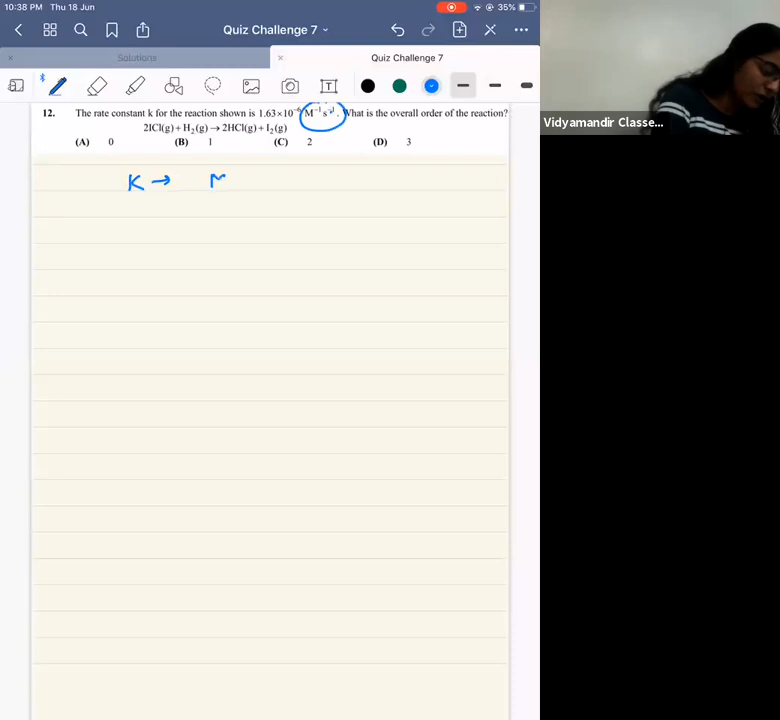 10:38 PM Thu 18 Jun
35%
Quiz Challenge 7
Solutions
Quiz Challenge 7
T
12. The rate constant k for the reaction shown is 1.63×10⁻⁶ M⁻¹s⁻¹. What is the overall order of the reaction?
2ICl(g)+H₂(g)→2HCl(g)+I₂(g)
(A) 0 (B) 1 (C) 2 (D) 3
K → M
Vidyamandir Classe...